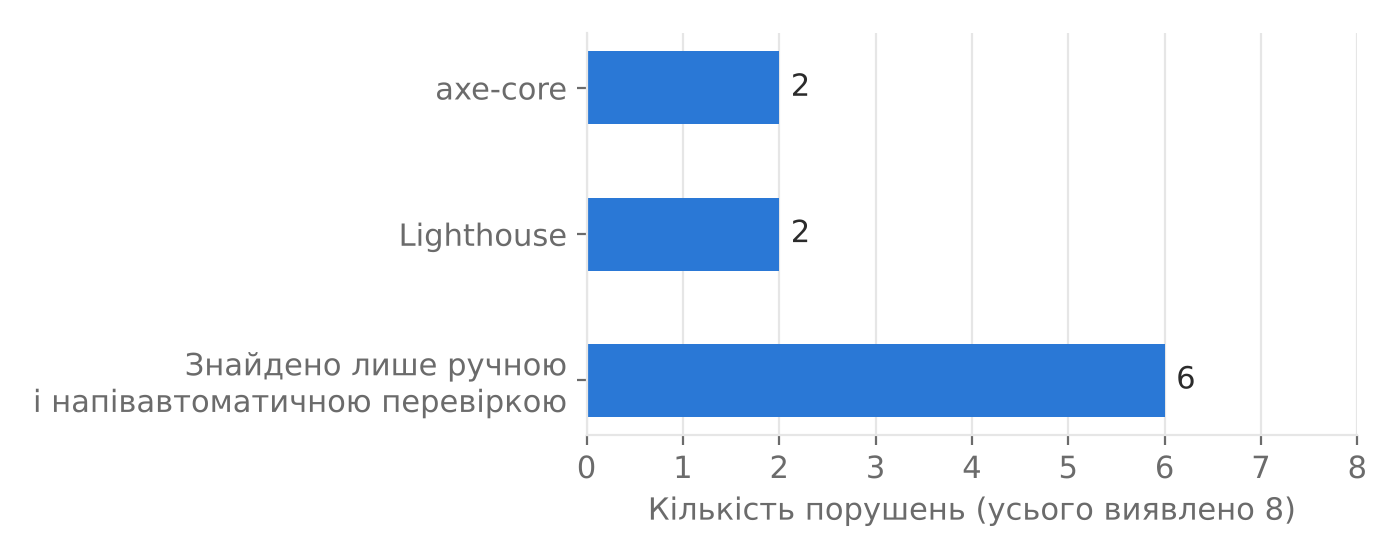 axe-core
2
Lighthouse
2
Знайдено лише ручною
і напівавтоматичною перевіркою
6
0 1 2 3 4 5 6 7 8
Кількість порушень (усього виявлено 8)